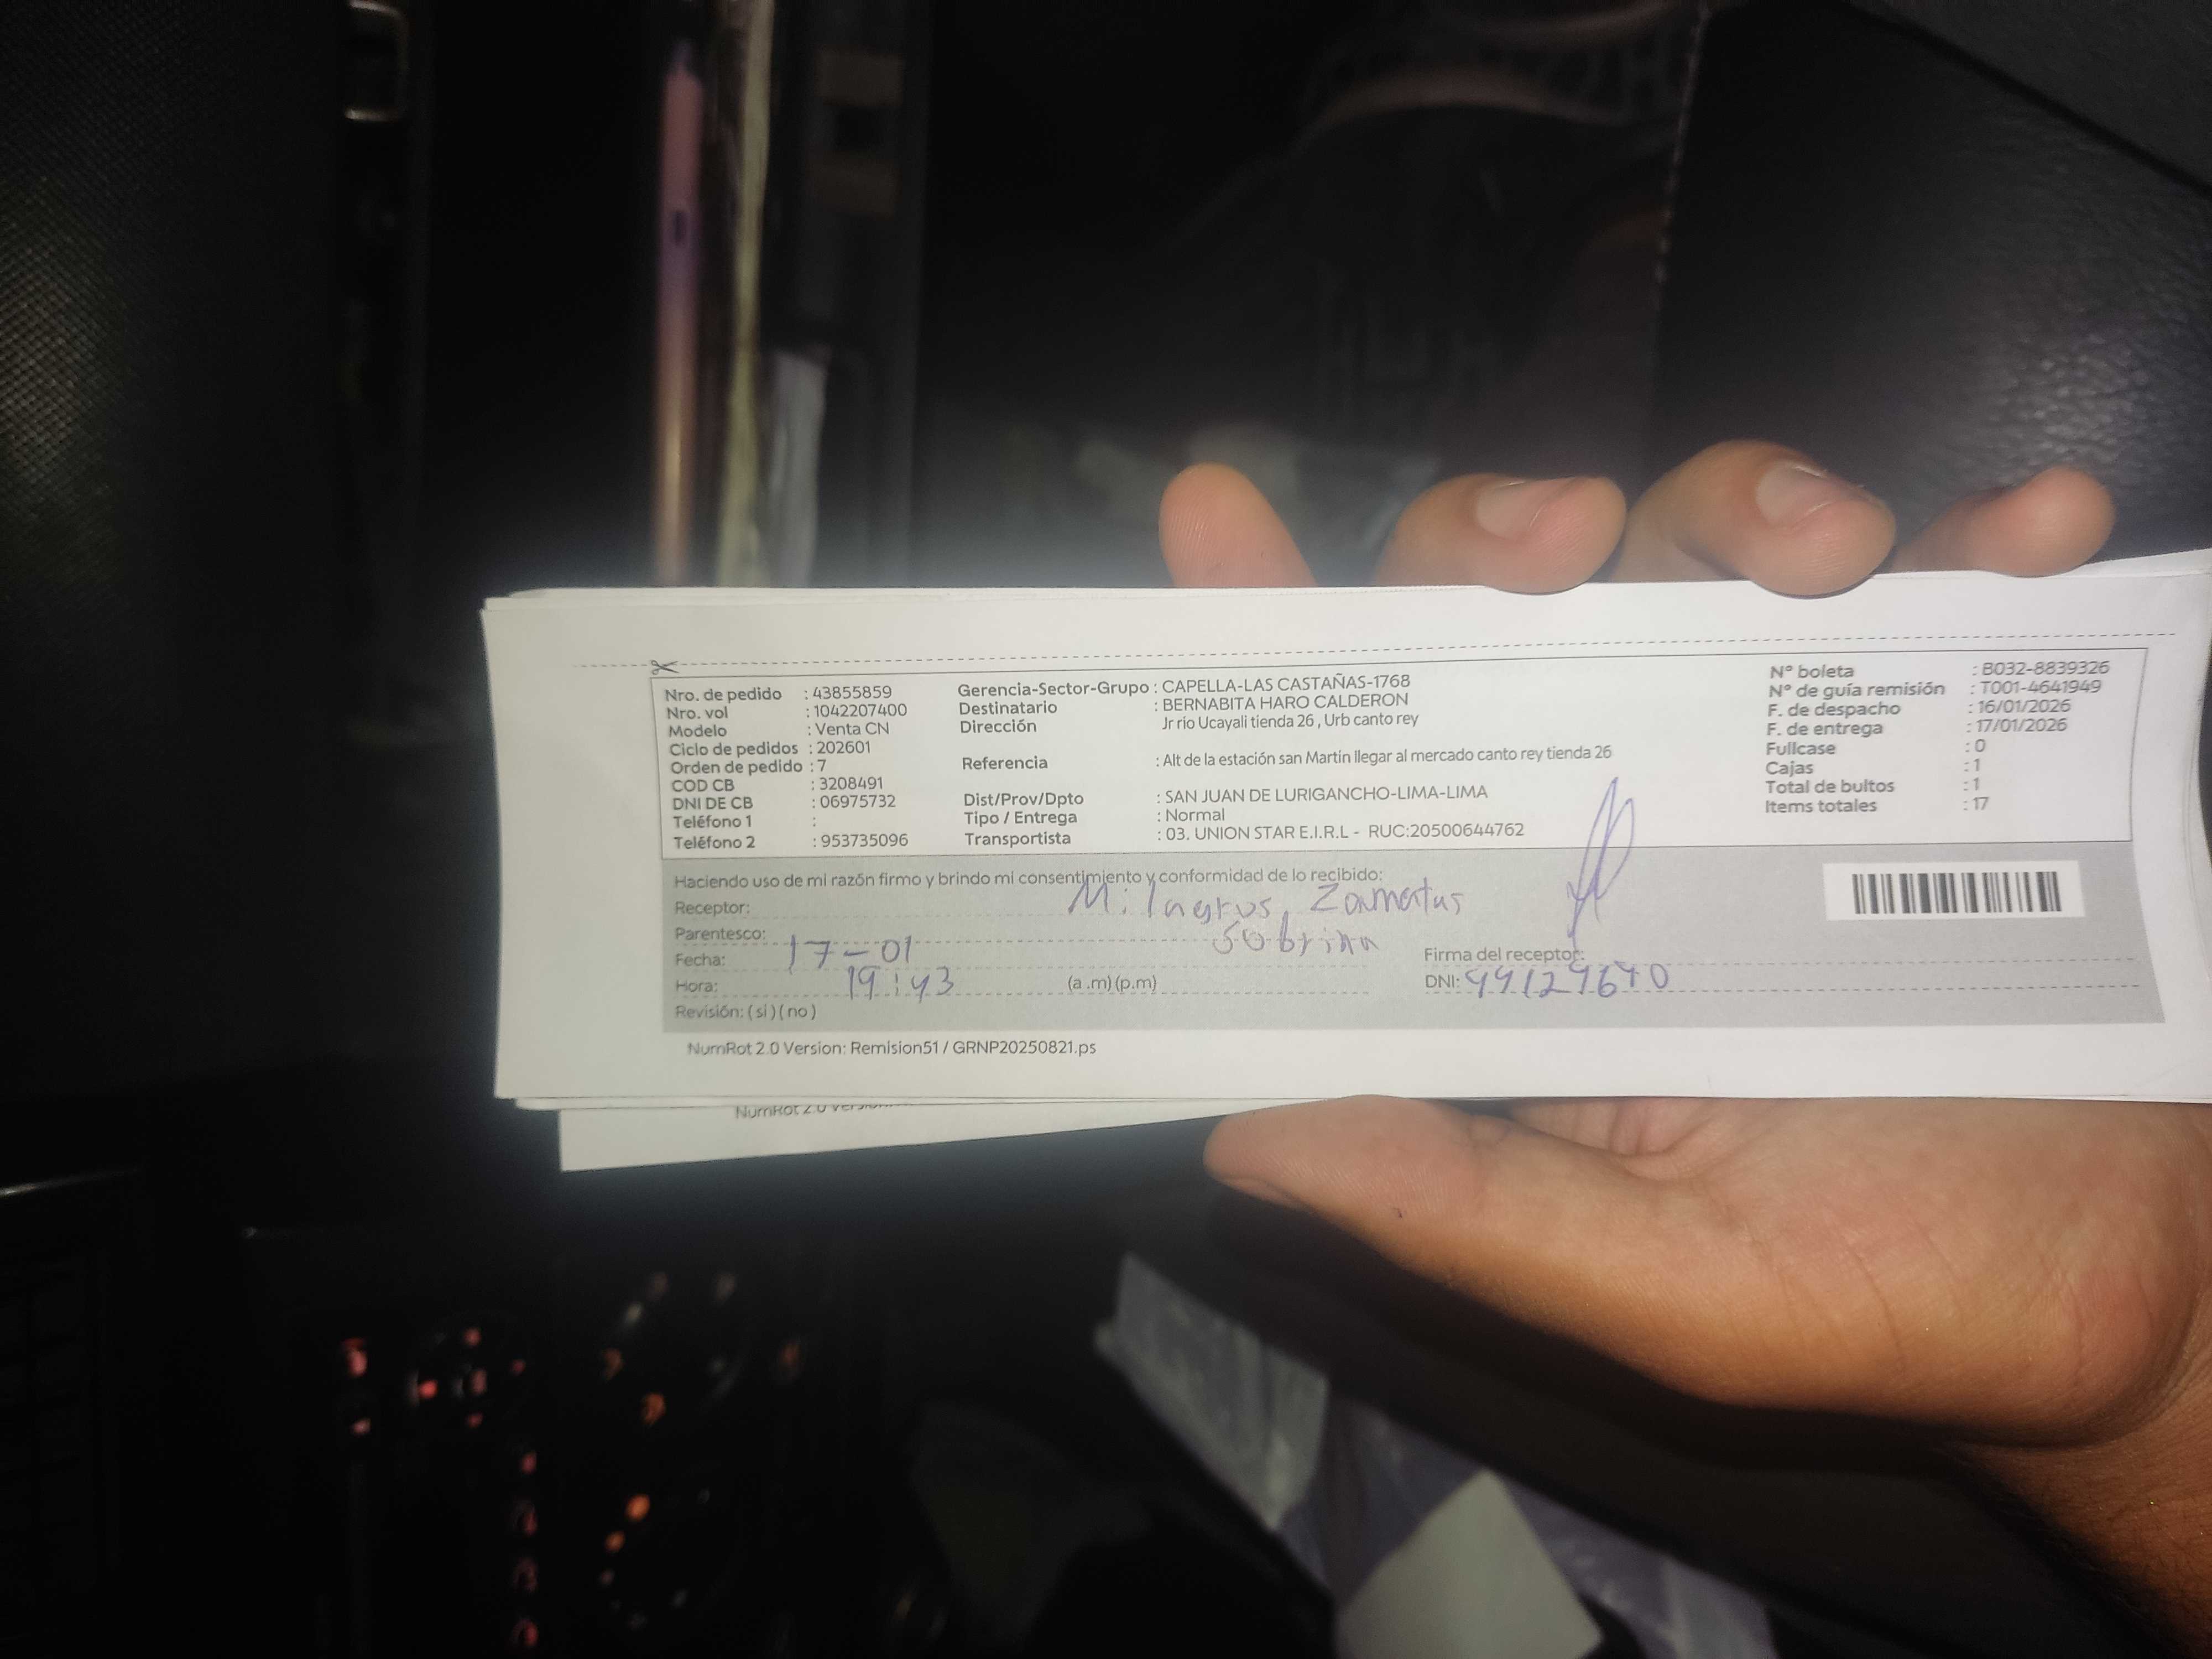 Nro. de pedido : 43855859
Nro. vol : 1042207400
Modelo : Venta CN
Ciclo de pedidos : 202601
Orden de pedido : 7
COD CB : 3208491
DNI DE CB : 06975732
Teléfono 1 :
Teléfono 2 : 953735096
Gerencia-Sector-Grupo : CAPELLA-LAS CASTAÑAS-1768
Destinatario : BERNABITA HARO CALDERON
Dirección Jr rio Ucayali tienda 26 , Urb canto rey
Referencia : Alt de la estación san Martin llegar al mercado canto rey tienda 26
Dist/Prov/Dpto : SAN JUAN DE LURIGANCHO-LIMA-LIMA
Tipo / Entrega : Normal
Transportista : 03. UNION STAR E.I.R.L - RUC:20500644762
N° boleta : B032-8839326
N° de guía remisión : T001-4641949
F. de despacho : 16/01/2026
F. de entrega : 17/01/2026
Fullcase : 0
Cajas : 1
Total de bultos : 1
Items totales : 17
Haciendo uso de mi razón firmo y brindo mi consentimiento y conformidad de lo recibido:
Receptor: Milagros
Parentesco: Sobrina
Fecha: 17-01
Firma del receptor:
Hora: 19:43 (a .m) (p.m)
DNI:
Revisión: ( si ) ( no )
NumRot 2.0 Version: Remision51 / GRNP20250821.ps
NumRot 2.0